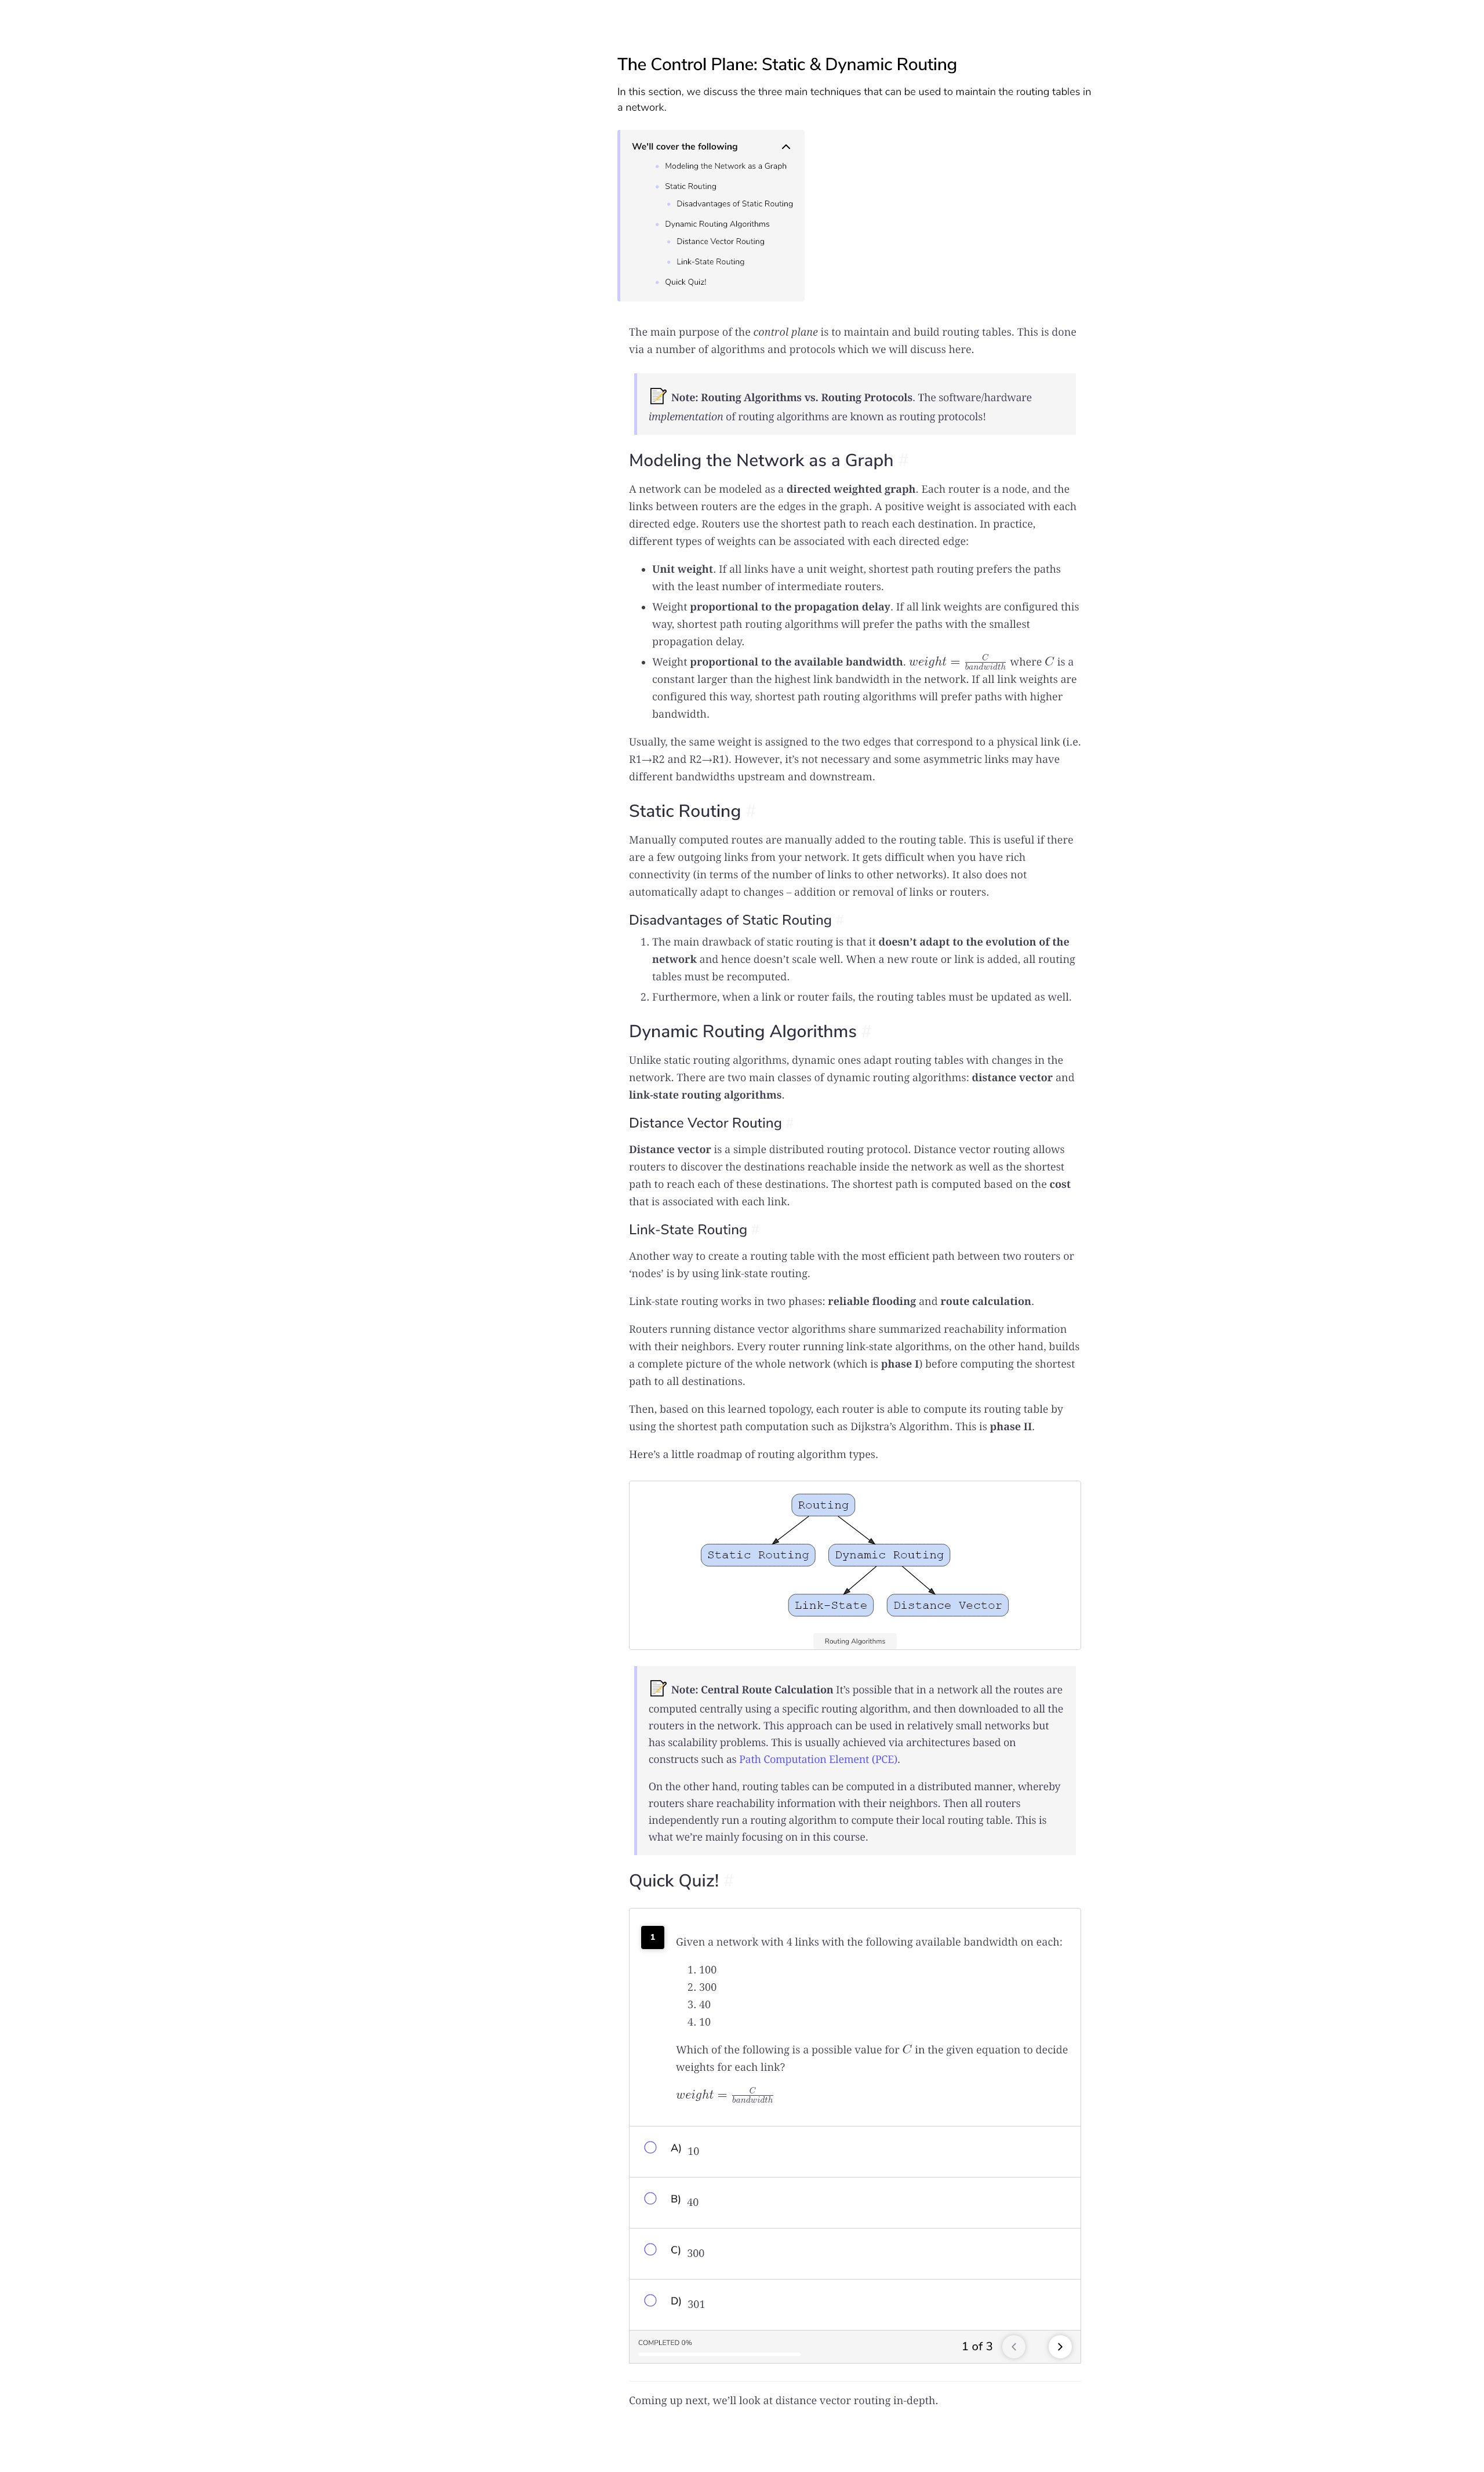 The Control Plane: Static & Dynamic Routing
In this section, we discuss the three main techniques that can be used to maintain the routing tables in
a network.
We'll cover the following
Modeling the Network as a Graph
Static Routing
Disadvantages of Static Routing
Dynamic Routing Algorithms
Distance Vector Routing
Link-State Routing
Quick Quiz!
The main purpose of the control plane is to maintain and build routing tables. This is done
via a number of algorithms and protocols which we will discuss here.
📝 Note: Routing Algorithms vs. Routing Protocols. The software/hardware
implementation of routing algorithms are known as routing protocols!
Modeling the Network as a Graph #
A network can be modeled as a directed weighted graph. Each router is a node, and the
links between routers are the edges in the graph. A positive weight is associated with each
directed edge. Routers use the shortest path to reach each destination. In practice,
different types of weights can be associated with each directed edge:
• Unit weight. If all links have a unit weight, shortest path routing prefers the paths
with the least number of intermediate routers.
• Weight proportional to the propagation delay. If all link weights are configured this
way, shortest path routing algorithms will prefer the paths with the smallest
propagation delay.
• Weight proportional to the available bandwidth. weight = C/bandwidth where C is a
constant larger than the highest link bandwidth in the network. If all link weights are
configured this way, shortest path routing algorithms will prefer paths with higher
bandwidth.
Usually, the same weight is assigned to the two edges that correspond to a physical link (i.e.
R1→R2 and R2→R1). However, it’s not necessary and some asymmetric links may have
different bandwidths upstream and downstream.
Static Routing #
Manually computed routes are manually added to the routing table. This is useful if there
are a few outgoing links from your network. It gets difficult when you have rich
connectivity (in terms of the number of links to other networks). It also does not
automatically adapt to changes – addition or removal of links or routers.
Disadvantages of Static Routing #
1. The main drawback of static routing is that it doesn’t adapt to the evolution of the
network and hence doesn’t scale well. When a new route or link is added, all routing
tables must be recomputed.
2. Furthermore, when a link or router fails, the routing tables must be updated as well.
Dynamic Routing Algorithms #
Unlike static routing algorithms, dynamic ones adapt routing tables with changes in the
network. There are two main classes of dynamic routing algorithms: distance vector and
link-state routing algorithms.
Distance Vector Routing #
Distance vector is a simple distributed routing protocol. Distance vector routing allows
routers to discover the destinations reachable inside the network as well as the shortest
path to reach each of these destinations. The shortest path is computed based on the cost
that is associated with each link.
Link-State Routing #
Another way to create a routing table with the most efficient path between two routers or
‘nodes’ is by using link-state routing.
Link-state routing works in two phases: reliable flooding and route calculation.
Routers running distance vector algorithms share summarized reachability information
with their neighbors. Every router running link-state algorithms, on the other hand, builds
a complete picture of the whole network (which is phase I) before computing the shortest
path to all destinations.
Then, based on this learned topology, each router is able to compute its routing table by
using the shortest path computation such as Dijkstra’s Algorithm. This is phase II.
Here’s a little roadmap of routing algorithm types.
Routing
Static Routing
Dynamic Routing
Link-State
Distance Vector
Routing Algorithms
📝 Note: Central Route Calculation It’s possible that in a network all the routes are
computed centrally using a specific routing algorithm, and then downloaded to all the
routers in the network. This approach can be used in relatively small networks but
has scalability problems. This is usually achieved via architectures based on
constructs such as Path Computation Element (PCE).
On the other hand, routing tables can be computed in a distributed manner, whereby
routers share reachability information with their neighbors. Then all routers
independently run a routing algorithm to compute their local routing table. This is
what we’re mainly focusing on in this course.
Quick Quiz! #
1
Given a network with 4 links with the following available bandwidth on each:
1. 100
2. 300
3. 40
4. 10
Which of the following is a possible value for C in the given equation to decide
weights for each link?
weight = C/bandwidth
A) 10
B) 40
C) 300
D) 301
COMPLETED 0%
1 of 3
Coming up next, we’ll look at distance vector routing in-depth.